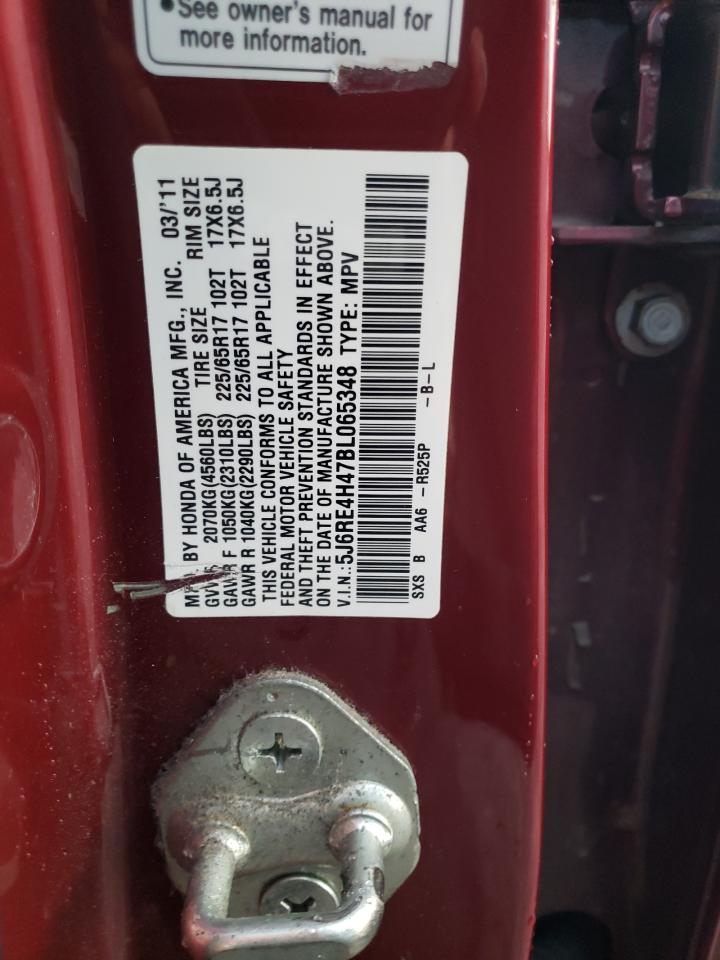 •See owner's manual for
more information.
BY HONDA OF AMERICA MFG., INC. 03/'11
TIRE SIZE RIM SIZE
2070KG(4560LBS)
GAWR F 1050KG(2310LBS) 225/65R17 102T 17X6.5J
GAWR R 1040KG(2290LBS) 225/65R17 102T 17X6.5J
THIS VEHICLE CONFORMS TO ALL APPLICABLE
FEDERAL MOTOR VEHICLE SAFETY
AND THEFT PREVENTION STANDARDS IN EFFECT
ON THE DATE OF MANUFACTURE SHOWN ABOVE.
V.I.N.:5J6RE4H47BL065348 TYPE: MPV
SXS B AA6 -R525P -B-L